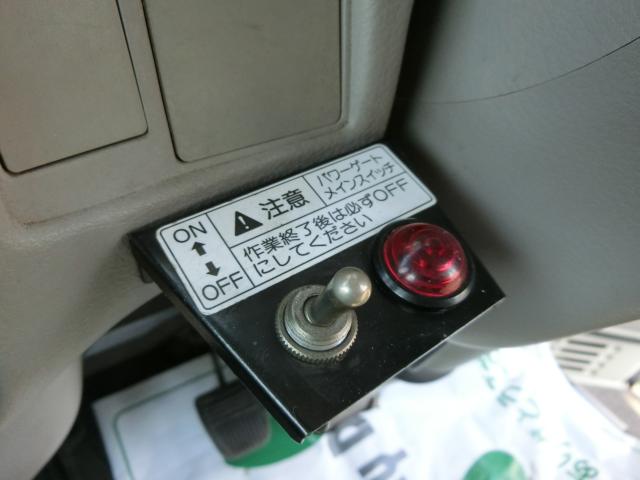 ON
↑
↓
OFF
⚠注意
パワーゲート
メインスイッチ
作業終了後は必ずOFF
にしてください